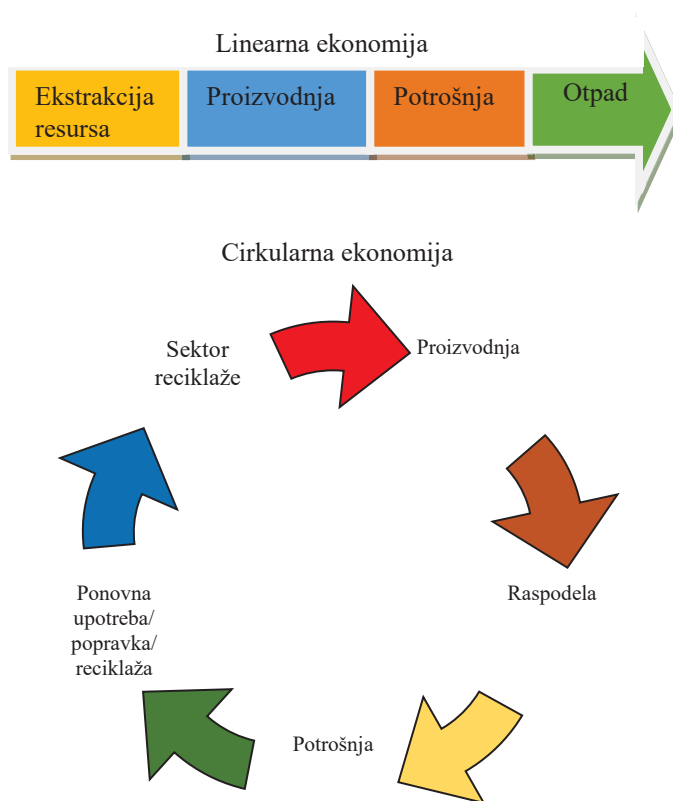 Linearna ekonomija
Ekstrakcija
resursa
Proizvodnja
Potrošnja
Otpad
Cirkularna ekonomija
Sektor
reciklaže
Proizvodnja
Raspodela
Potrošnja
Ponovna
upotreba/
popravka/
reciklaža